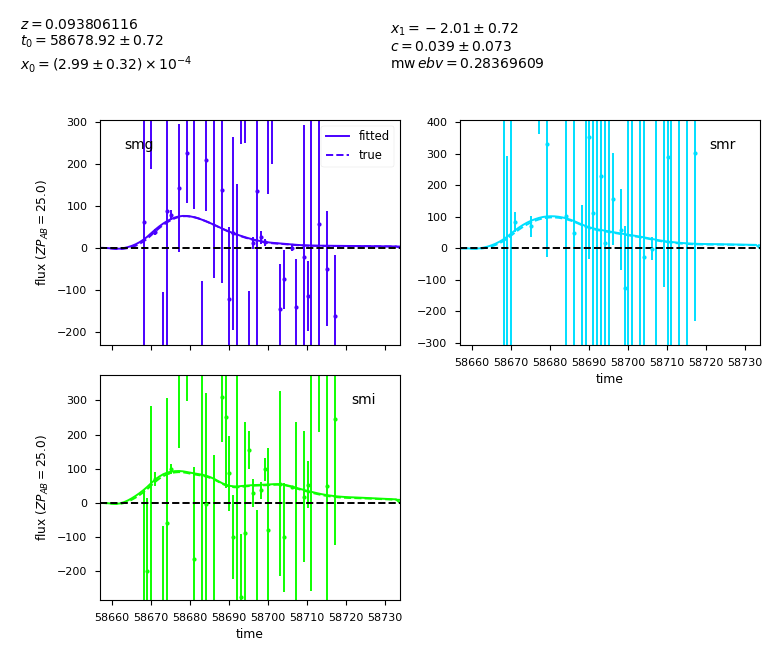 z = 0.093806116
t₀ = 58678.92 ± 0.72
x₀ = (2.99 ± 0.32) × 10⁻⁴
x₁ = −2.01 ± 0.72
c = 0.039 ± 0.073
mw ebv = 0.28369609
smg
fitted
true
300
200
100
0
−100
−200
flux (ZP_AB = 25.0)
smr
400
300
200
100
0
−100
−200
−300
58660 58670 58680 58690 58700 58710 58720 58730
time
smi
300
200
100
0
−100
−200
flux (ZP_AB = 25.0)
58660 58670 58680 58690 58700 58710 58720 58730
time